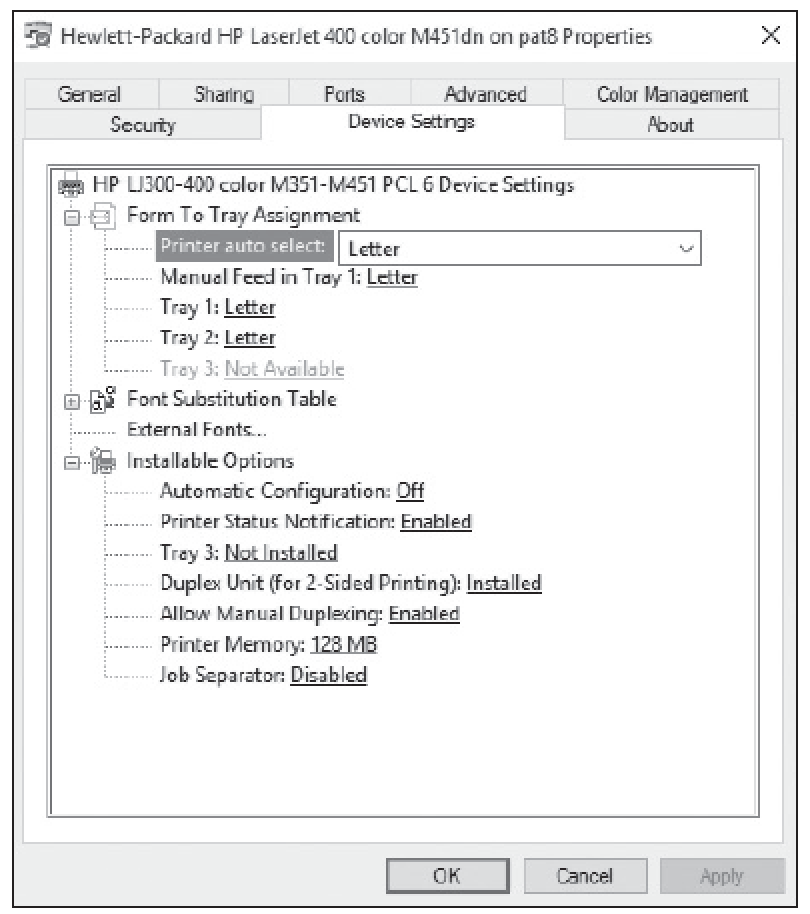 Hewlett-Packard HP LaserJet 400 color M451dn on pat8 Properties
General Sharing Ports Advanced Color Management
Security Device Settings About
HP LJ300-400 color M351-M451 PCL 6 Device Settings
Form To Tray Assignment
Printer auto select: Letter
Manual Feed in Tray 1: Letter
Tray 1: Letter
Tray 2: Letter
Tray 3: Not Available
Font Substitution Table
External Fonts...
Installable Options
Automatic Configuration: Off
Printer Status Notification: Enabled
Tray 3: Not Installed
Duplex Unit (for 2-Sided Printing): Installed
Allow Manual Duplexing: Enabled
Printer Memory: 128 MB
Job Separator: Disabled
OK Cancel Apply